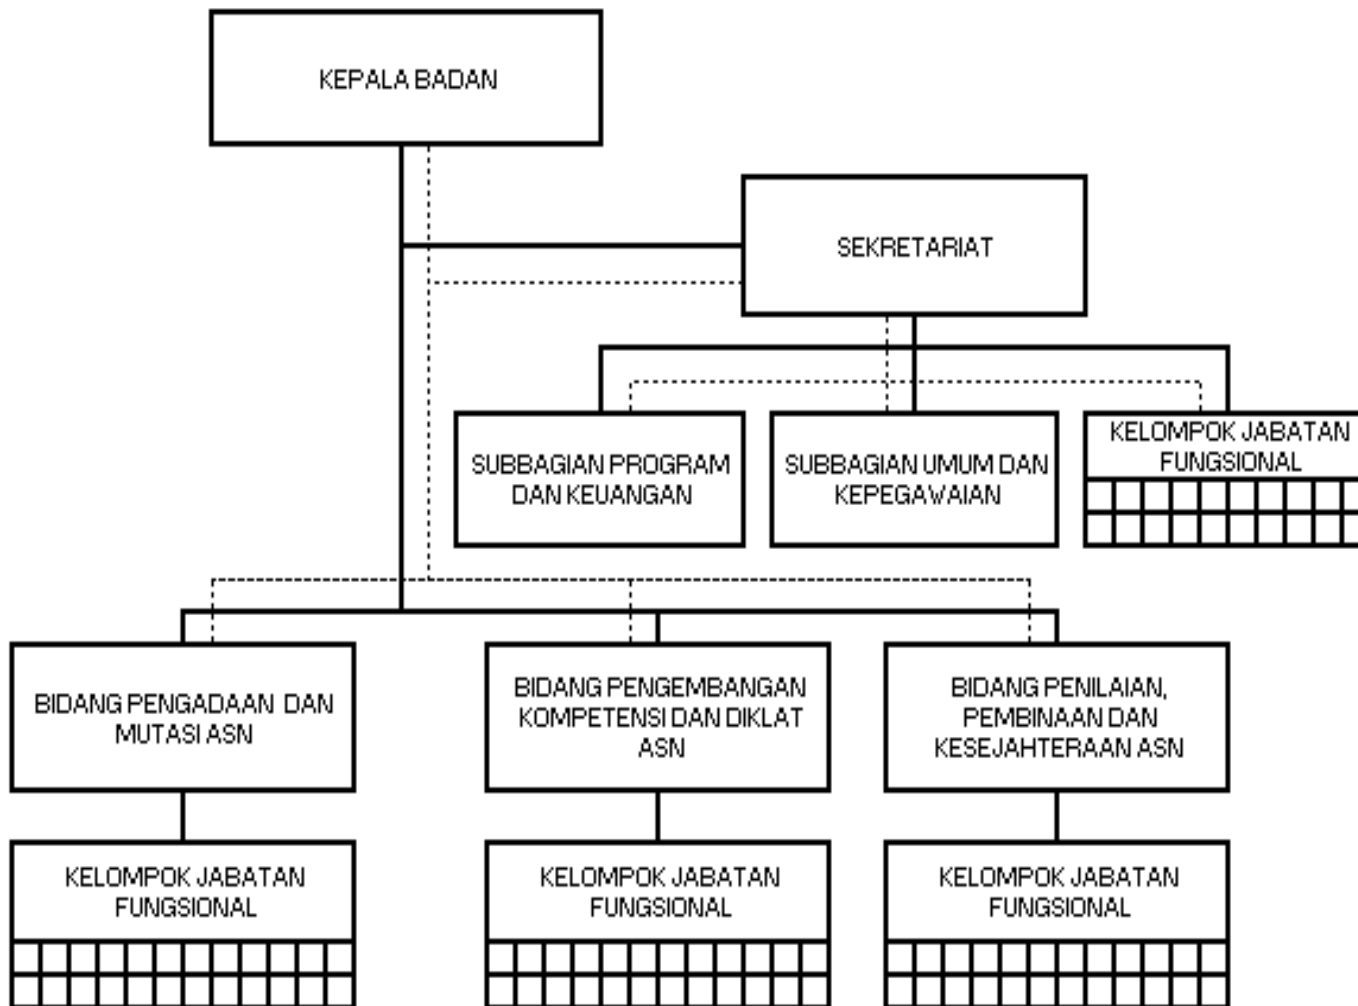 KEPALA BADAN
SEKRETARIAT
SUBBAGIAN PROGRAM
DAN KEUANGAN
SUBBAGIAN UMUM DAN
KEPEGAWAIAN
KELOMPOK JABATAN
FUNGSIONAL
BIDANG PENGADAAN DAN
MUTASI ASN
BIDANG PENGEMBANGAN
KOMPETENSI DAN DIKLAT
ASN
BIDANG PENILAIAN,
PEMBINAAN DAN
KESEJAHTERAAN ASN
KELOMPOK JABATAN
FUNGSIONAL
KELOMPOK JABATAN
FUNGSIONAL
KELOMPOK JABATAN
FUNGSIONAL